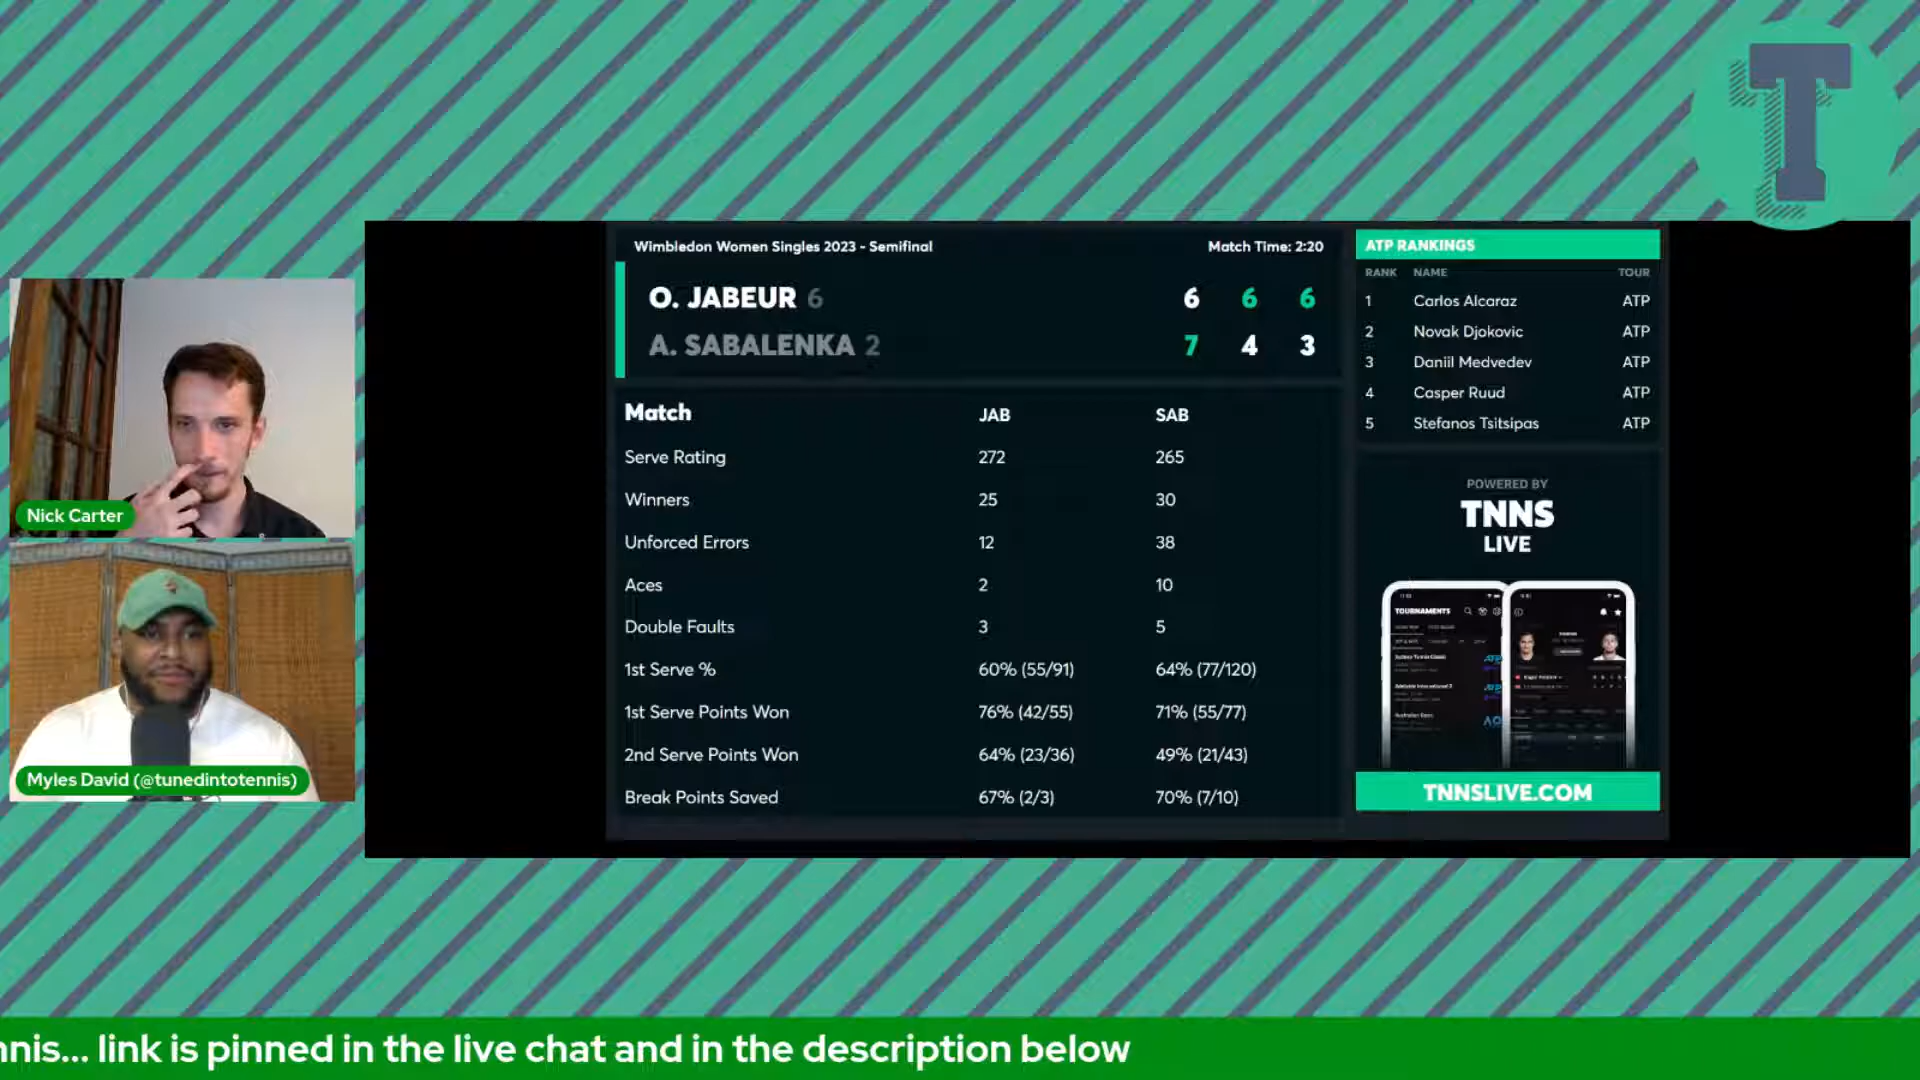 T
Wimbledon Women Singles 2023 - Semifinal
Match Time: 2:20
O. JABEUR 6 6 6 6
A. SABALENKA 2 7 4 3
Match JAB SAB
Serve Rating 272 265
Winners 25 30
Unforced Errors 12 38
Aces 2 10
Double Faults 3 5
1st Serve % 60% (55/91) 64% (77/120)
1st Serve Points Won 76% (42/55) 71% (55/77)
2nd Serve Points Won 64% (23/36) 49% (21/43)
Break Points Saved 67% (2/3) 70% (7/10)
ATP RANKINGS
RANK NAME TOUR
1 Carlos Alcaraz ATP
2 Novak Djokovic ATP
3 Daniil Medvedev ATP
4 Casper Ruud ATP
5 Stefanos Tsitsipas ATP
POWERED BY
TNNS
LIVE
TOURNAMENTS
TNNSLIVE.COM
Nick Carter
Myles David (@tunedintotennis)
nnis... link is pinned in the live chat and in the description below